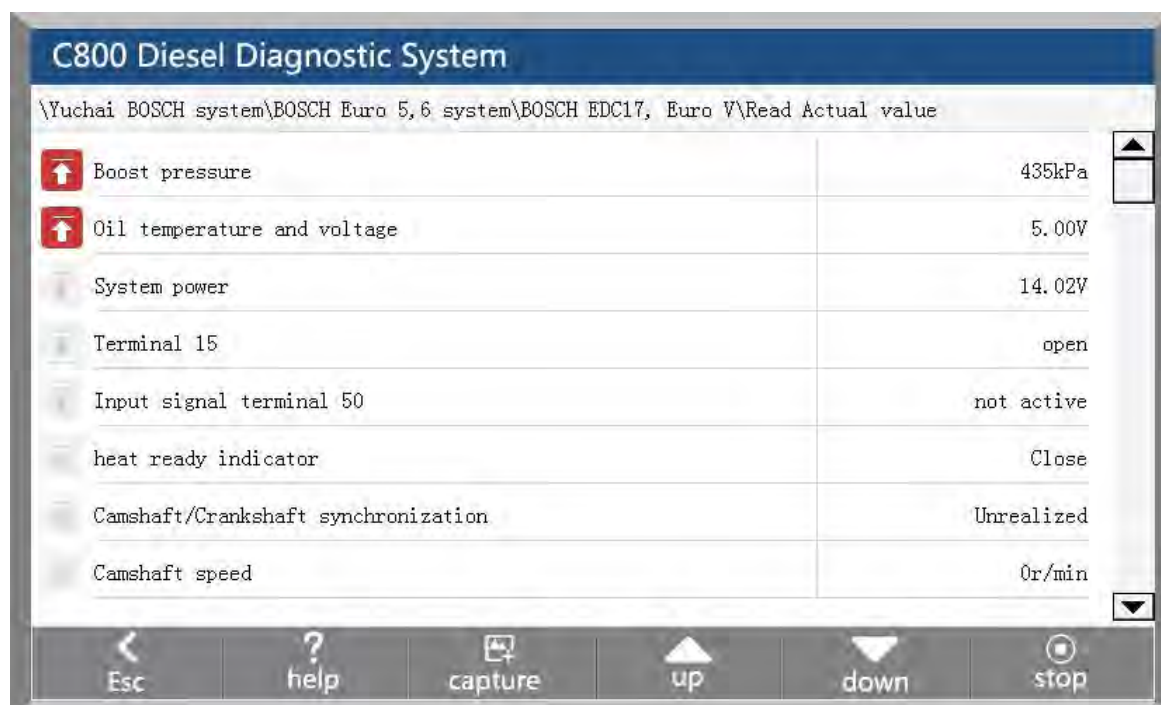 C800 Diesel Diagnostic System
\Yuchai BOSCH system\BOSCH Euro 5,6 system\BOSCH EDC17, Euro V\Read Actual value
Boost pressure 435kPa
Oil temperature and voltage 5.00V
System power 14.02V
Terminal 15 open
Input signal terminal 50 not active
heat ready indicator Close
Camshaft/Crankshaft synchronization Unrealized
Camshaft speed 0r/min
Esc ? help capture up down stop